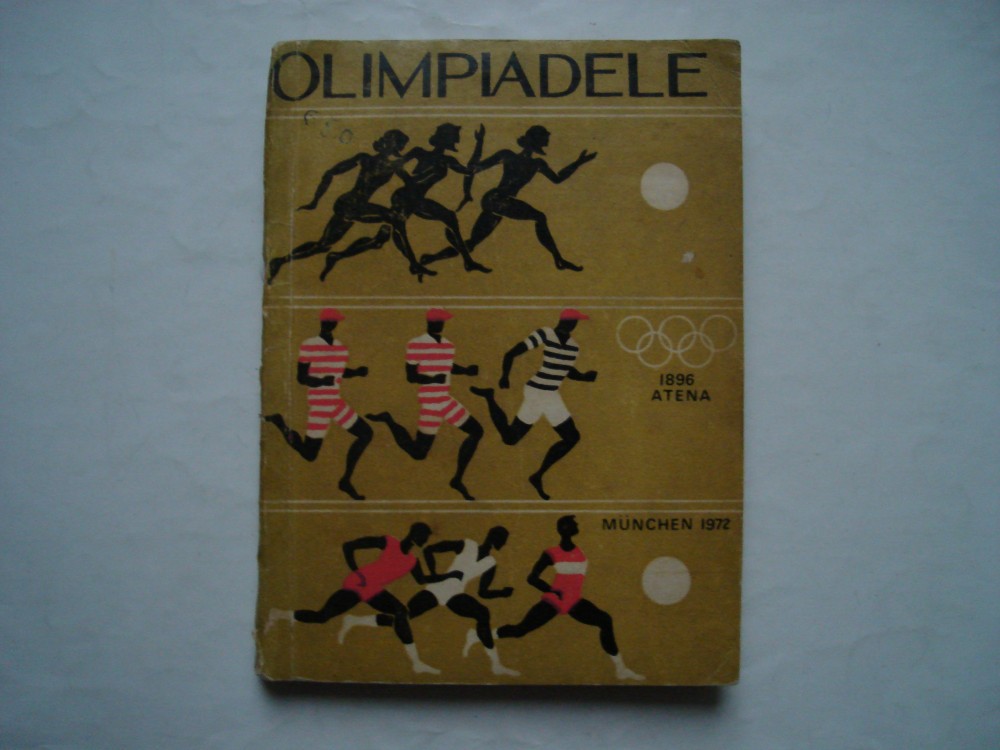 OLIMPIADELE
1896
ATENA
MÜNCHEN 1972